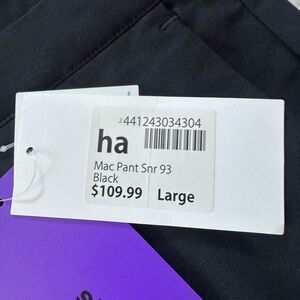 2441243034304
ha
Mac Pant Snr 93
Black
$109.99 Large